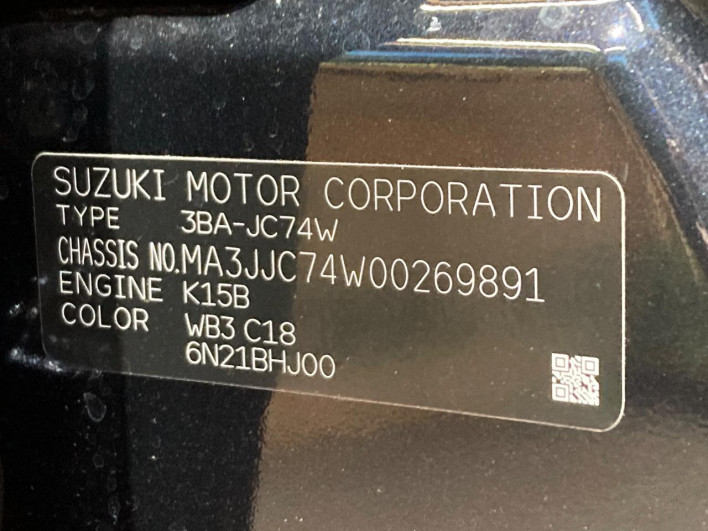 SUZUKI MOTOR CORPORATION
TYPE 3BA-JC74W
CHASSIS NO.MA3JJC74W00269891
ENGINE K15B
COLOR WB3 C18
6N21BHJ00